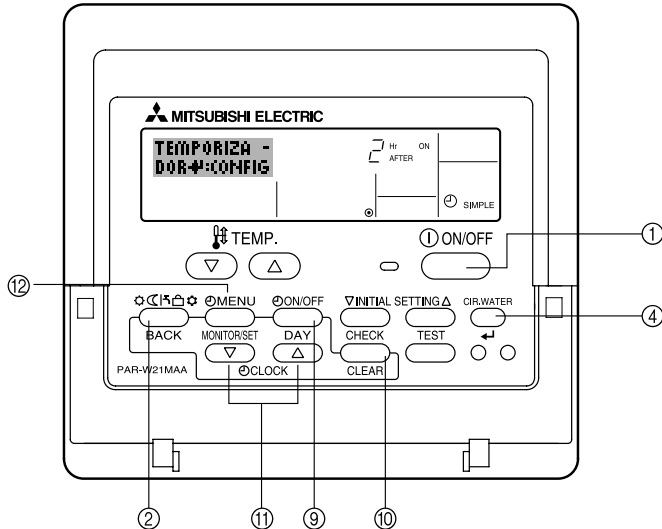 MITSUBISHI ELECTRIC
TEMPORIZA -
DOR↵:CONFIG
2 Hr ON
AFTER
SIMPLE
TEMP.
ON/OFF
①
⑫
MENU
ON/OFF
▽INITIAL SETTING△
CIR.WATER
④
BACK
MONITOR/SET
DAY
CHECK
TEST
PAR-W21MAA
CLOCK
CLEAR
②
⑪
⑨
⑩